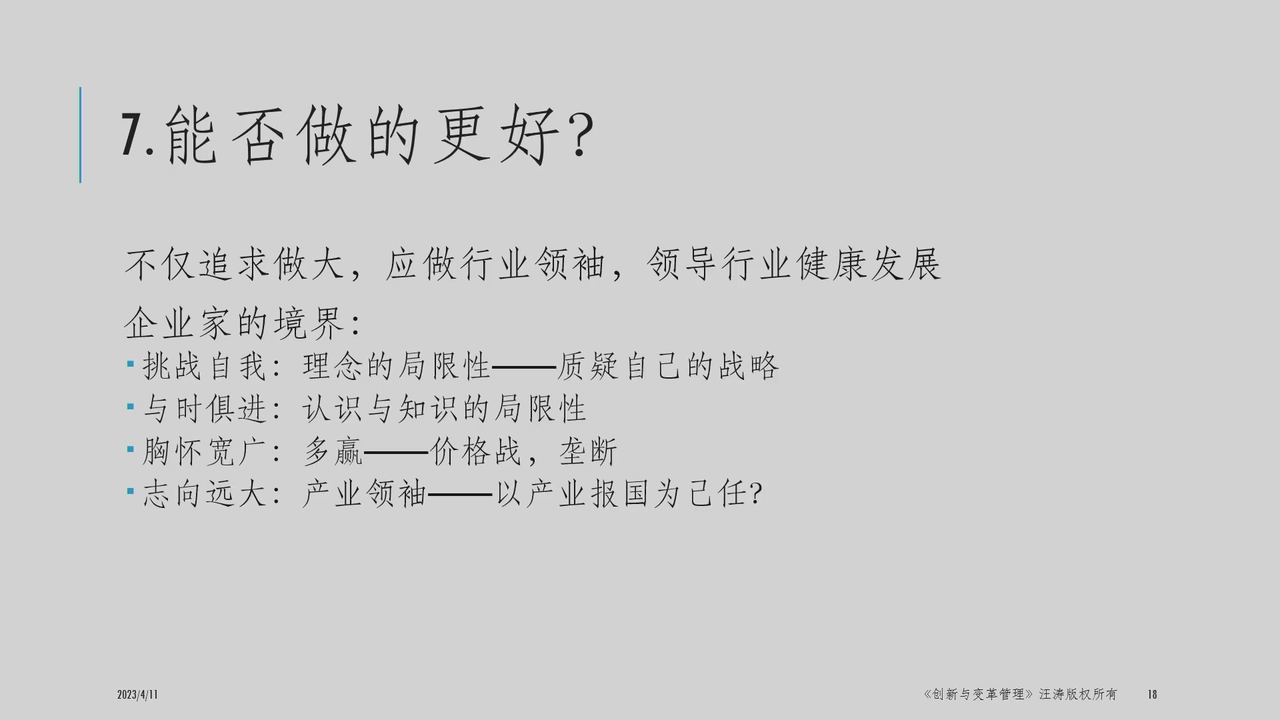 7.能否做的更好?
不仅追求做大，应做行业领袖，领导行业健康发展
企业家的境界：
▪挑战自我：理念的局限性——质疑自己的战略
▪与时俱进：认识与知识的局限性
▪胸怀宽广：多赢——价格战，垄断
▪志向远大：产业领袖——以产业报国为己任?
2023/4/11
《创新与变革管理》汪涛版权所有
18